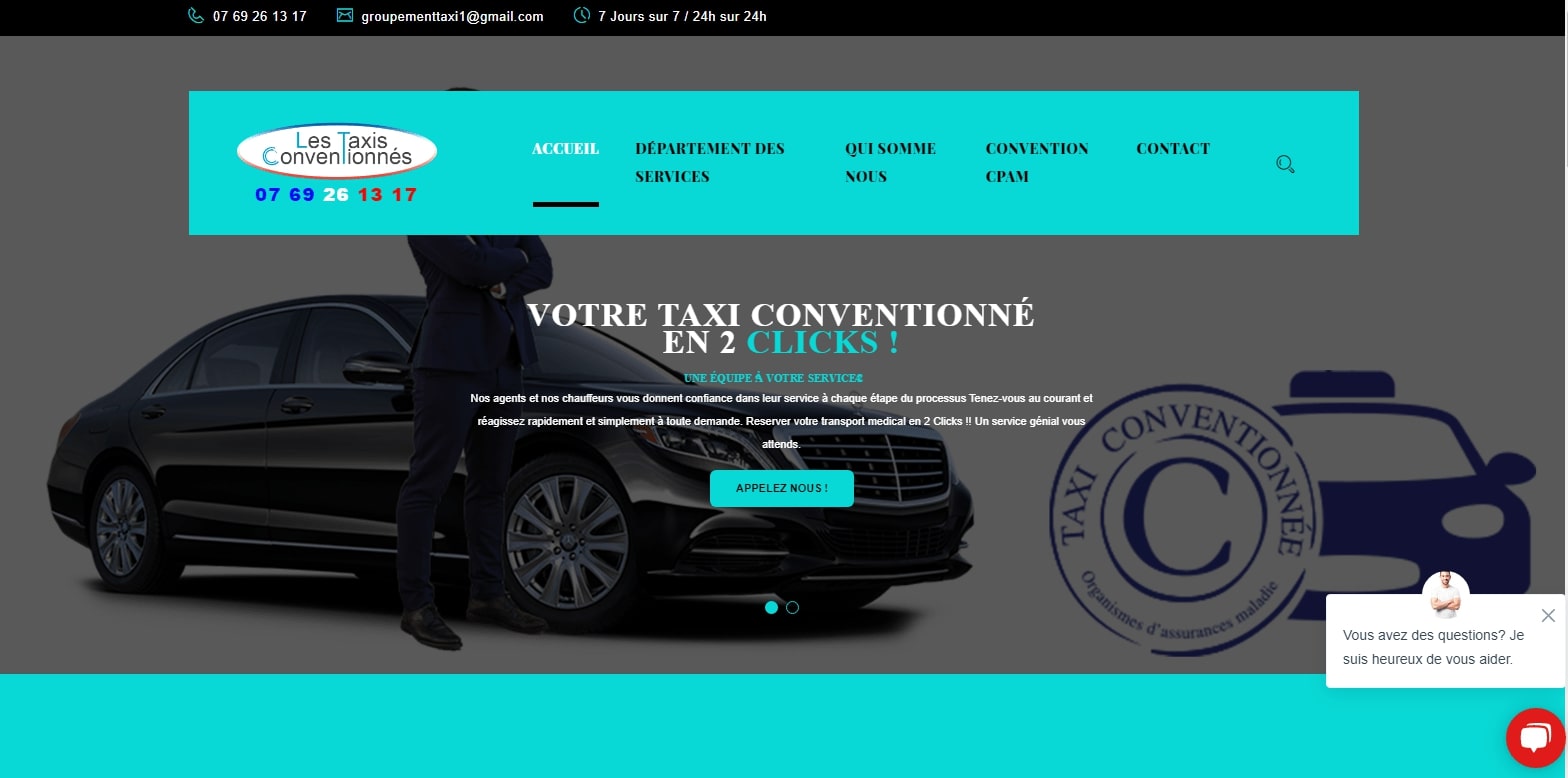 07 69 26 13 17
groupementtaxi1@gmail.com
7 Jours sur 7 / 24h sur 24h
Les Taxis
Conventionnés
07 69 26 13 17
ACCUEIL
DÉPARTEMENT DES
SERVICES
QUI SOMME
NOUS
CONVENTION
CPAM
CONTACT
VOTRE TAXI CONVENTIONNÉ
EN 2 CLICKS !
UNE ÉQUIPE À VOTRE SERVICE
Nos agents et nos chauffeurs vous donnent confiance dans leur service à chaque étape du processus Tenez-vous au courant et
réagissez rapidement et simplement à toute demande. Reserver votre transport medical en 2 Clicks !! Un service génial vous
attends.
APPELEZ NOUS !
TAXI CONVENTIONNÉE
C
Organismes d'assurances maladie
Vous avez des questions? Je
suis heureux de vous aider.